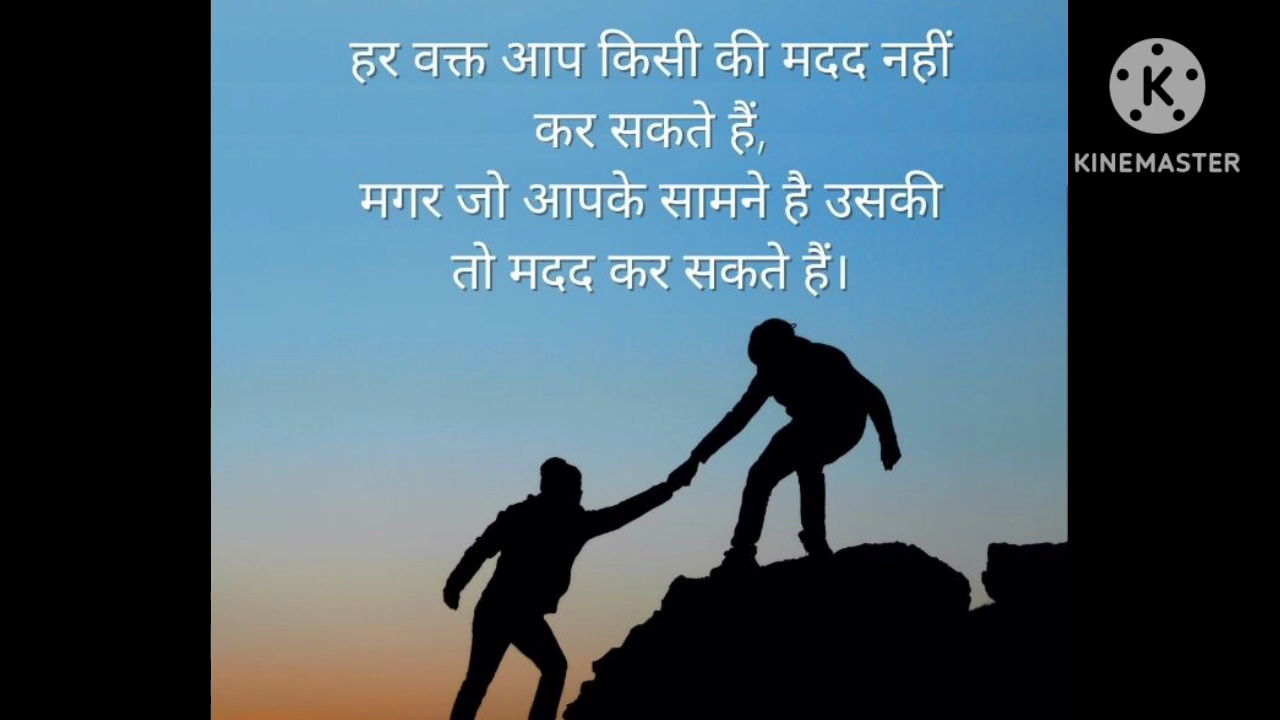 हर वक्त आप किसी की मदद नहीं
कर सकते हैं,
मगर जो आपके सामने है उसकी
तो मदद कर सकते हैं।
K
KINEMASTER